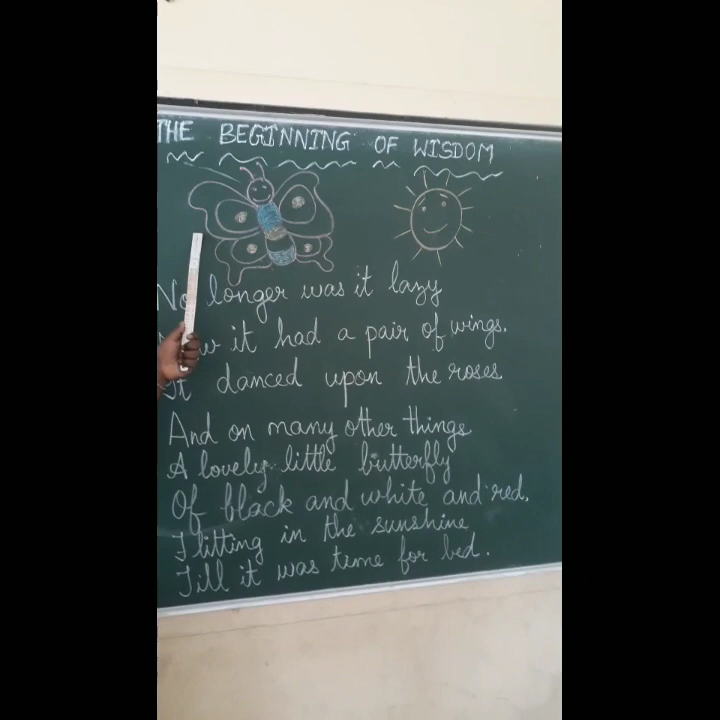 THE BEGINNING OF WISDOM
No longer was it lazy
it had a pair of wings.
It danced upon the roses
And on many other things
A lovely little butterfly
Of black and white and red,
Flitting in the sunshine
Till it was time for bed.